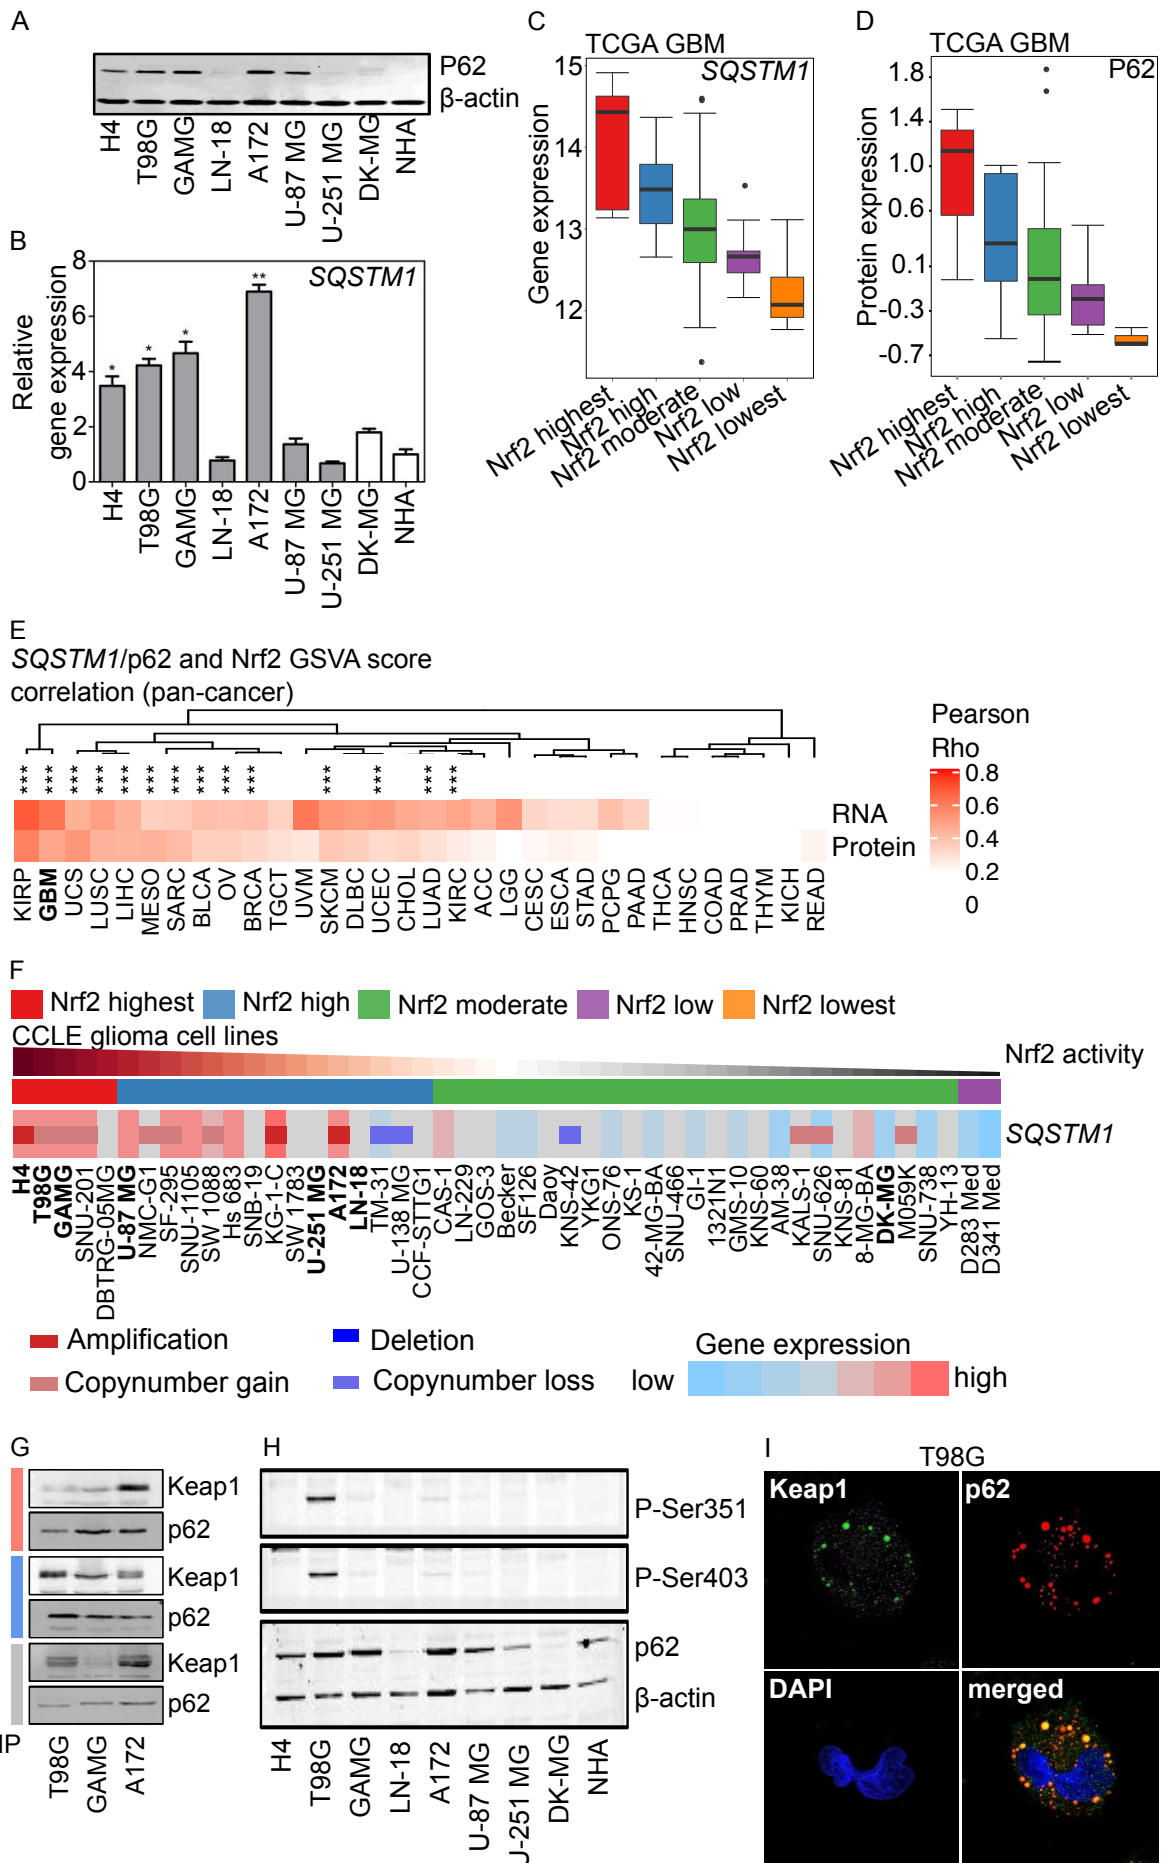 A
P62
β-actin
H4
T98G
GAMG
LN-18
A172
U-87 MG
U-251 MG
DK-MG
NHA
B
Relative
gene expression
8
6
4
2
0
SQSTM1
*
*
*
**
H4
T98G
GAMG
LN-18
A172
U-87 MG
U-251 MG
DK-MG
NHA
C
TCGA GBM
SQSTM1
Gene expression
15
14
13
12
Nrf2 highest
Nrf2 high
Nrf2 moderate
Nrf2 low
Nrf2 lowest
D
TCGA GBM
P62
Protein expression
1.8
1.4
1.0
0.6
0.1
-0.3
-0.7
Nrf2 highest
Nrf2 high
Nrf2 moderate
Nrf2 low
Nrf2 lowest
E
SQSTM1/p62 and Nrf2 GSVA score
correlation (pan-cancer)
*** *** *** *** *** *** *** *** *** *** *** *** *** ***
RNA
Protein
KIRP
GBM
UCS
LUSC
LIHC
MESO
SARC
BLCA
OV
BRCA
TGCT
UVM
SKCM
DLBC
UCEC
CHOL
LUAD
KIRC
ACC
LGG
CESC
ESCA
STAD
PCPG
PAAD
THCA
HNSC
COAD
PRAD
THYM
KICH
READ
Pearson
Rho
0.8
0.6
0.4
0.2
0
F
Nrf2 highest
Nrf2 high
Nrf2 moderate
Nrf2 low
Nrf2 lowest
CCLE glioma cell lines
Nrf2 activity
SQSTM1
H4
T98G
GAMG
SNU-201
DBTRG-05MG
U-87 MG
NMC-G1
SF-295
SNU-1105
SW 1088
Hs 683
SNB-19
KG-1-C
SW 1783
U-251 MG
A172
LN-18
TM-31
U-138 MG
CCF-STTG1
CAS-1
LN-229
GOS-3
Becker
SF126
Daoy
KNS-42
YKG1
ONS-76
KS-1
42-MG-BA
SNU-466
GI-1
1321N1
GMS-10
KNS-60
AM-38
KALS-1
SNU-626
KNS-81
8-MG-BA
DK-MG
M059K
SNU-738
YH-13
D283 Med
D341 Med
Amplification
Deletion
Copynumber gain
Copynumber loss
Gene expression
low
high
G
Keap1
p62
Keap1
p62
Keap1
p62
IP
T98G
GAMG
A172
H
P-Ser351
P-Ser403
p62
β-actin
H4
T98G
GAMG
LN-18
A172
U-87 MG
U-251 MG
DK-MG
NHA
I
T98G
Keap1
p62
DAPI
merged